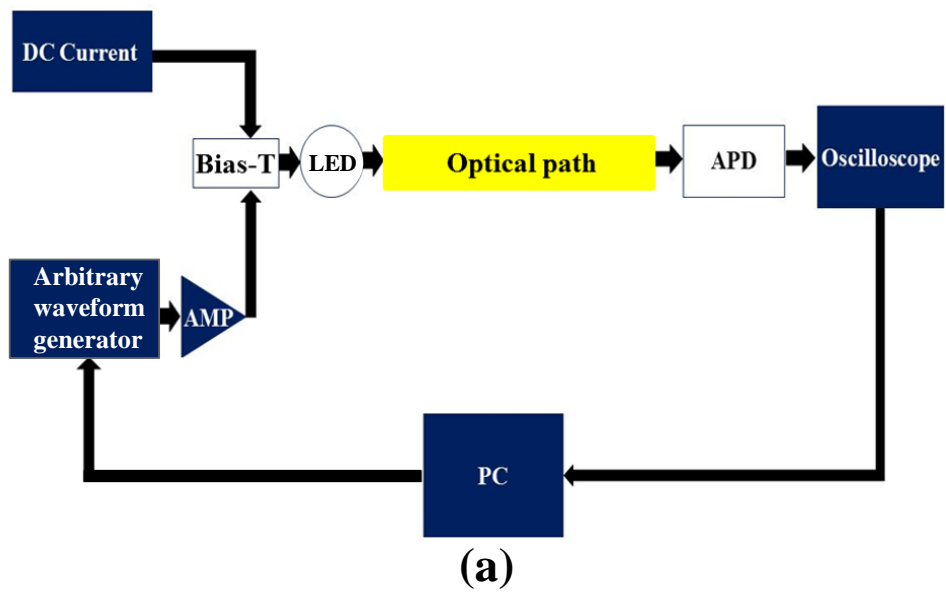 DC Current
Bias-T
LED
Optical path
APD
Oscilloscope
Arbitrary
waveform
generator
AMP
PC
(a)